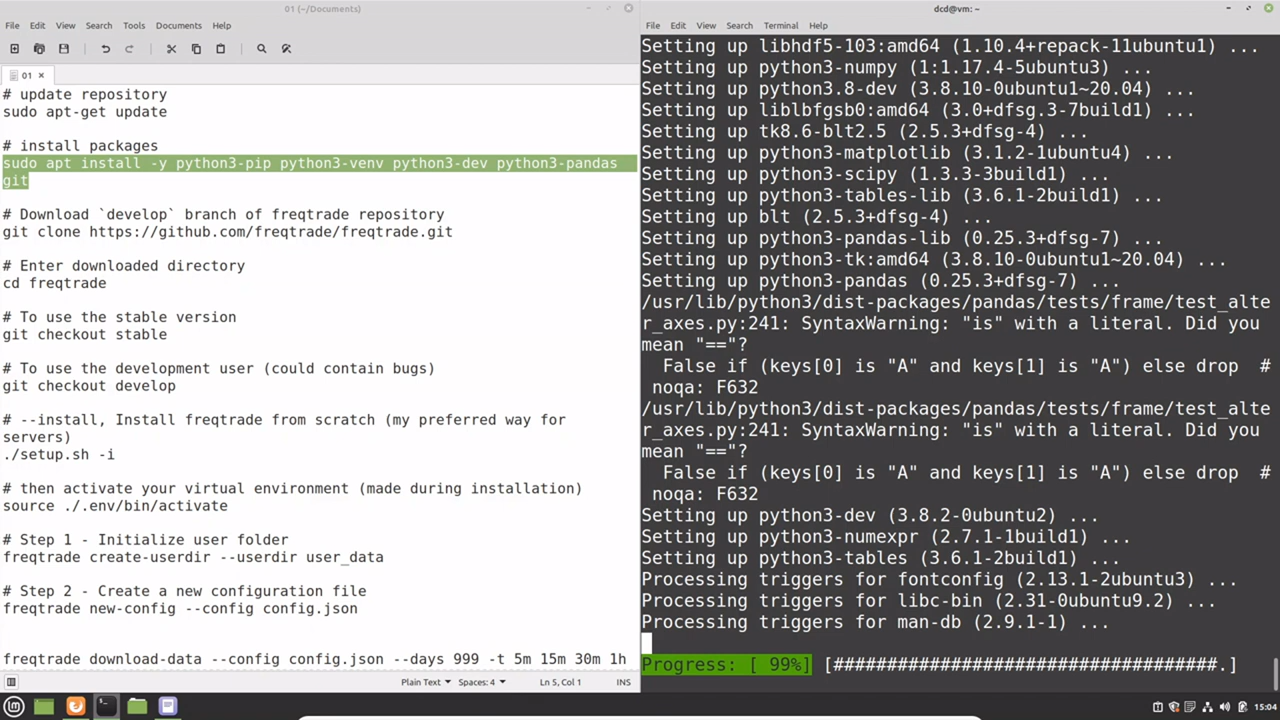 01 (~/Documents)
File Edit View Search Tools Documents Help
01
# update repository
sudo apt-get update
# install packages
sudo apt install -y python3-pip python3-venv python3-dev python3-pandas
git
# Download `develop` branch of freqtrade repository
git clone https://github.com/freqtrade/freqtrade.git
# Enter downloaded directory
cd freqtrade
# To use the stable version
git checkout stable
# To use the development user (could contain bugs)
git checkout develop
# --install, Install freqtrade from scratch (my preferred way for
servers)
./setup.sh -i
# then activate your virtual environment (made during installation)
source ./.env/bin/activate
# Step 1 - Initialize user folder
freqtrade create-userdir --userdir user_data
# Step 2 - Create a new configuration file
freqtrade new-config --config config.json
freqtrade download-data --config config.json --days 999 -t 5m 15m 30m 1h
Plain Text Spaces: 4 Ln 5, Col 1 INS
dcd@vm: ~
File Edit View Search Terminal Help
Setting up libhdf5-103:amd64 (1.10.4+repack-11ubuntu1) ...
Setting up python3-numpy (1:1.17.4-5ubuntu3) ...
Setting up python3.8-dev (3.8.10-0ubuntu1~20.04) ...
Setting up liblbfgsb0:amd64 (3.0+dfsg.3-7build1) ...
Setting up tk8.6-blt2.5 (2.5.3+dfsg-4) ...
Setting up python3-matplotlib (3.1.2-1ubuntu4) ...
Setting up python3-scipy (1.3.3-3build1) ...
Setting up python3-tables-lib (3.6.1-2build1) ...
Setting up blt (2.5.3+dfsg-4) ...
Setting up python3-pandas-lib (0.25.3+dfsg-7) ...
Setting up python3-tk:amd64 (3.8.10-0ubuntu1~20.04) ...
Setting up python3-pandas (0.25.3+dfsg-7) ...
/usr/lib/python3/dist-packages/pandas/tests/frame/test_alte
r_axes.py:241: SyntaxWarning: "is" with a literal. Did you
mean "=="?
False if (keys[0] is "A" and keys[1] is "A") else drop #
noqa: F632
/usr/lib/python3/dist-packages/pandas/tests/frame/test_alte
r_axes.py:241: SyntaxWarning: "is" with a literal. Did you
mean "=="?
False if (keys[0] is "A" and keys[1] is "A") else drop #
noqa: F632
Setting up python3-dev (3.8.2-0ubuntu2) ...
Setting up python3-numexpr (2.7.1-1build1) ...
Setting up python3-tables (3.6.1-2build1) ...
Processing triggers for fontconfig (2.13.1-2ubuntu3) ...
Processing triggers for libc-bin (2.31-0ubuntu9.2) ...
Processing triggers for man-db (2.9.1-1) ...
Progress: [ 99%] [####################################.]
15:04